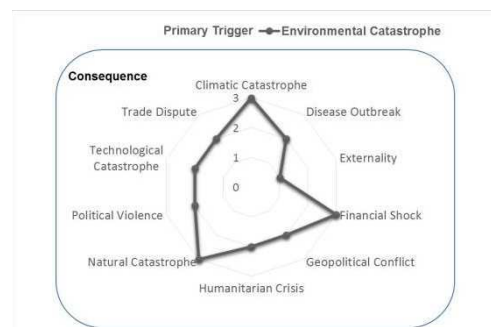 Primary Trigger Environmental Catastrophe
Consequence
Climatic Catastrophe
3
2
1
0
Trade Dispute
Disease Outbreak
Technological
Catastrophe
Externality
Political Violence
Financial Shock
Natural Catastrophe
Geopolitical Conflict
Humanitarian Crisis